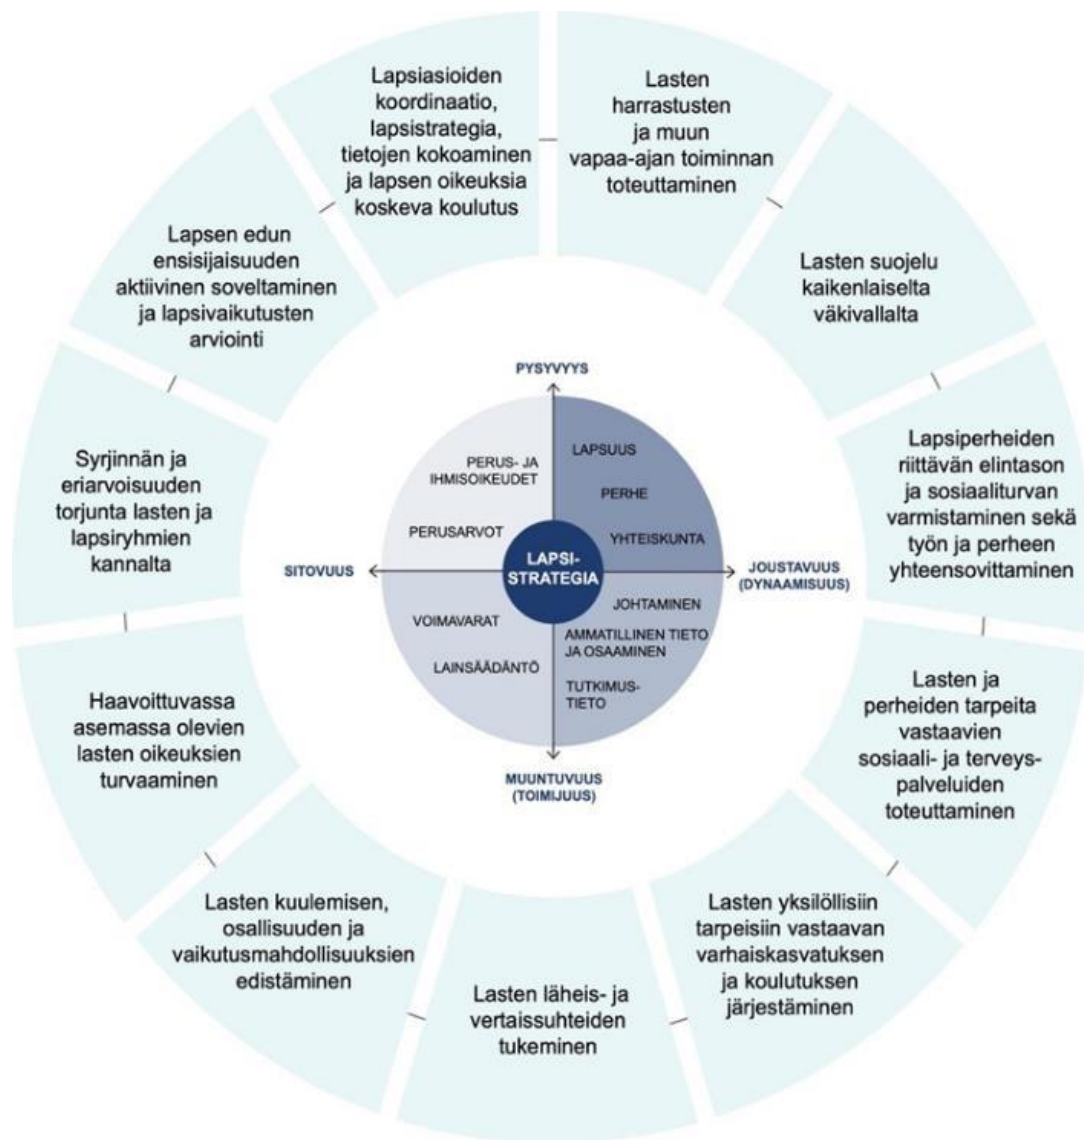 Lapsiasioiden
koordinaatio,
lapsistrategia,
tietojen kokoaminen
ja lapsen oikeuksia
koskeva koulutus
Lasten
harrastusten
ja muun
vapaa-ajan toiminnan
toteuttaminen
Lasten suojelu
kaikenlaiselta
väkivallalta
Lapsiperheiden
riittävän elintason
ja sosiaaliturvan
varmistaminen sekä
työn ja perheen
yhteensovittaminen
Lasten ja
perheiden tarpeita
vastaavien
sosiaali- ja terveys-
palveluiden
toteuttaminen
Lasten yksilöllisiin
tarpeisiin vastaavan
varhaiskasvatuksen
ja koulutuksen
järjestäminen
Lasten läheis- ja
vertaissuhteiden
tukeminen
Lasten kuulemisen,
osallisuuden ja
vaikutusmahdollisuuksien
edistäminen
Haavoittuvassa
asemassa olevien
lasten oikeuksien
turvaaminen
Syrjinnän ja
eriarvoisuuden
torjunta lasten ja
lapsiryhmien
kannalta
Lapsen edun
ensisijaisuuden
aktiivinen soveltaminen
ja lapsivaikutusten
arviointi
PYSYVYYS
PERUS- JA
IHMISOIKEUDET
PERUSARVOT
LAPSUUS
PERHE
YHTEISKUNTA
SITOVUUS
LAPSI-
STRATEGIA
JOUSTAVUUS
(DYNAAMISUUS)
VOIMAVARAT
LAINSÄÄDÄNTÖ
JOHTAMINEN
AMMATILLINEN TIETO
JA OSAAMINEN
TUTKIMUS-
TIETO
MUUNTUVUUS
(TOIMIJUUS)